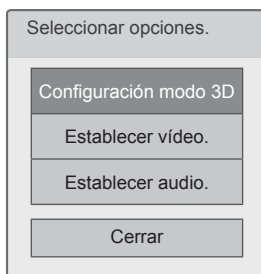 Seleccionar opciones.
Configuración modo 3D
Establecer vídeo.
Establecer audio.
Cerrar